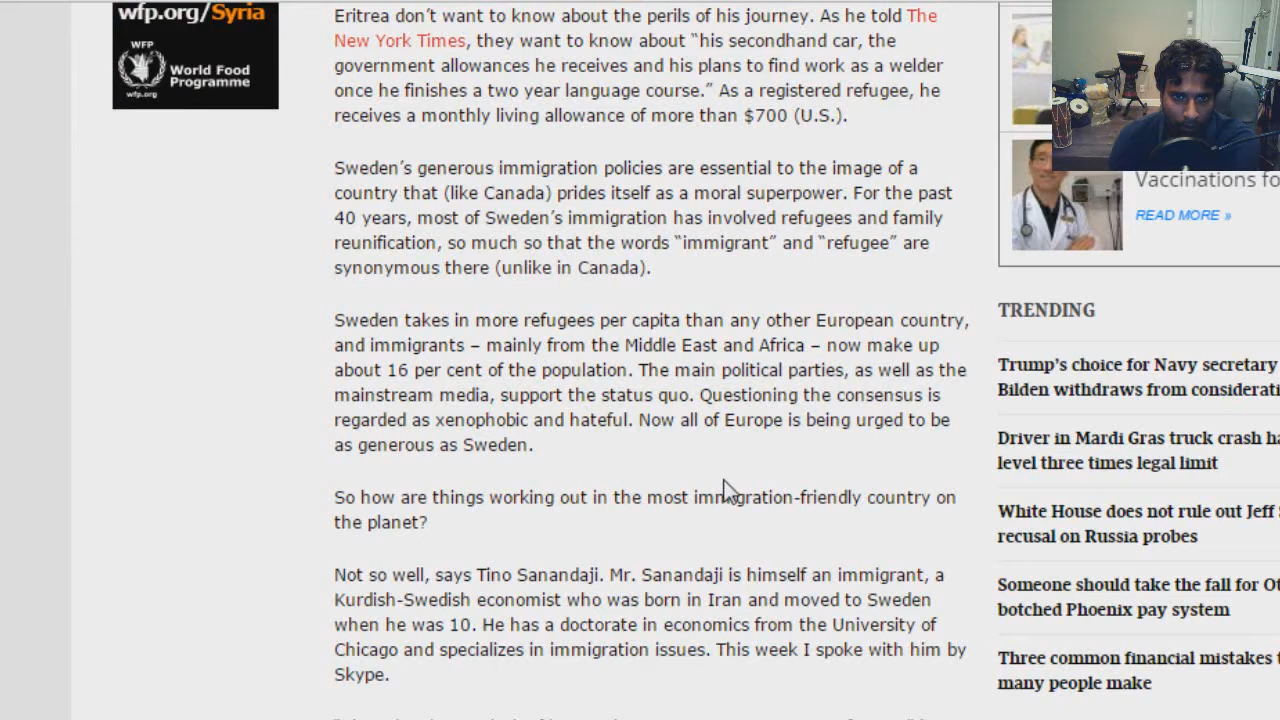 wfp.org/Syria
WFP
World Food
Programme
wfp.org
Eritrea don’t want to know about the perils of his journey. As he told The
New York Times, they want to know about “his secondhand car, the
government allowances he receives and his plans to find work as a welder
once he finishes a two year language course.” As a registered refugee, he
receives a monthly living allowance of more than $700 (U.S.).
Sweden’s generous immigration policies are essential to the image of a
country that (like Canada) prides itself as a moral superpower. For the past
40 years, most of Sweden’s immigration has involved refugees and family
reunification, so much so that the words “immigrant” and “refugee” are
synonymous there (unlike in Canada).
Sweden takes in more refugees per capita than any other European country,
and immigrants – mainly from the Middle East and Africa – now make up
about 16 per cent of the population. The main political parties, as well as the
mainstream media, support the status quo. Questioning the consensus is
regarded as xenophobic and hateful. Now all of Europe is being urged to be
as generous as Sweden.
So how are things working out in the most immigration-friendly country on
the planet?
Not so well, says Tino Sanandaji. Mr. Sanandaji is himself an immigrant, a
Kurdish-Swedish economist who was born in Iran and moved to Sweden
when he was 10. He has a doctorate in economics from the University of
Chicago and specializes in immigration issues. This week I spoke with him by
Skype.
Vaccinations fo
READ MORE »
TRENDING
Trump’s choice for Navy secretary
Bilden withdraws from considerati
Driver in Mardi Gras truck crash ha
level three times legal limit
White House does not rule out Jeff
recusal on Russia probes
Someone should take the fall for Ot
botched Phoenix pay system
Three common financial mistakes t
many people make